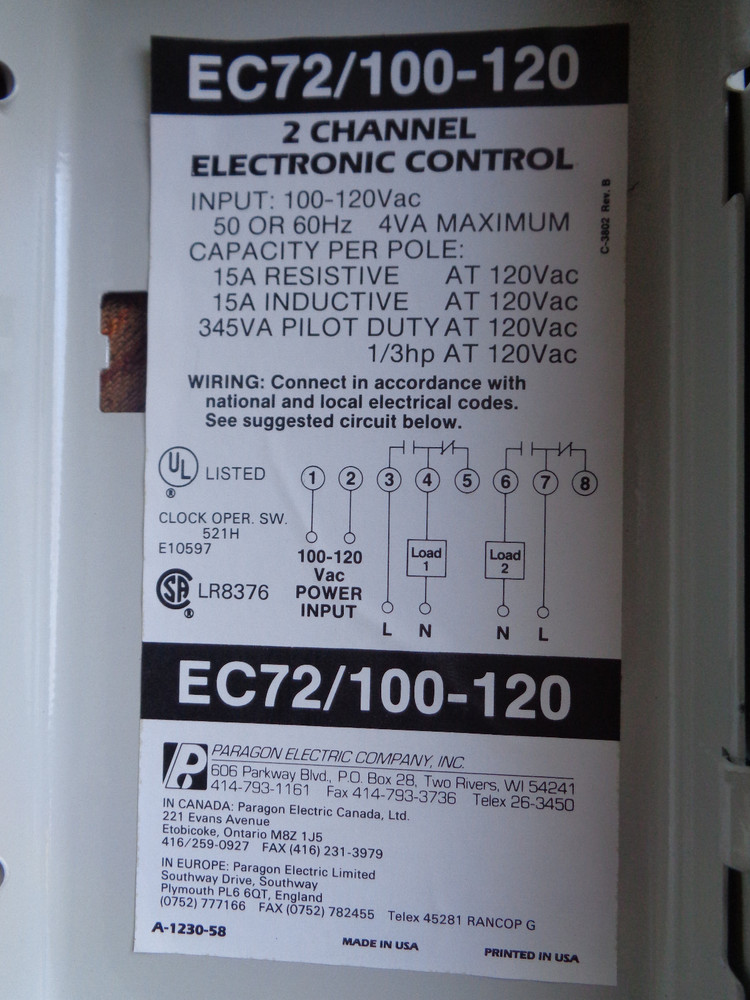 EC72/100-120
2 CHANNEL
ELECTRONIC CONTROL
INPUT: 100-120Vac
50 OR 60Hz 4VA MAXIMUM
CAPACITY PER POLE:
15A RESISTIVE AT 120Vac
15A INDUCTIVE AT 120Vac
345VA PILOT DUTY AT 120Vac
1/3hp AT 120Vac
C-3802 Rev. B
WIRING: Connect in accordance with
national and local electrical codes.
See suggested circuit below.
UL ® LISTED
CLOCK OPER. SW.
521H
E10597
SA ® LR8376
1 2 3 4 5 6 7 8
100-120
Vac
POWER
INPUT
Load
1
Load
2
L N N L
EC72/100-120
P PARAGON ELECTRIC COMPANY, INC.
606 Parkway Blvd., P.O. Box 28, Two Rivers, WI 54241
414-793-1161 Fax 414-793-3736 Telex 26-3450
IN CANADA: Paragon Electric Canada, Ltd.
221 Evans Avenue
Etobicoke, Ontario M8Z 1J5
416/259-0927 FAX (416) 231-3979
IN EUROPE: Paragon Electric Limited
Southway Drive, Southway
Plymouth PL6 6QT, England
(0752) 777166 FAX (0752) 782455 Telex 45281 RANCOP G
A-1230-58
MADE IN USA
PRINTED IN USA